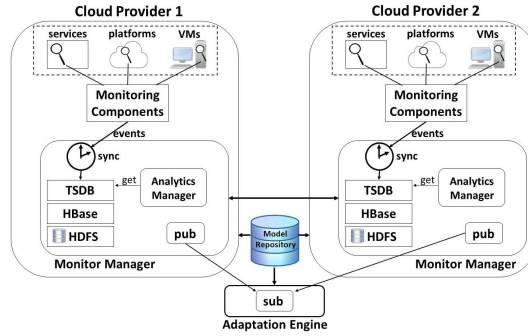 Cloud Provider 1
services platforms VMs
Monitoring
Components
events
sync
TSDB
get
Analytics
Manager
HBase
HDFS
pub
Monitor Manager
Cloud Provider 2
services platforms VMs
Monitoring
Components
events
sync
TSDB
get
Analytics
Manager
HBase
HDFS
pub
Monitor Manager
Model
Repository
sub
Adaptation Engine